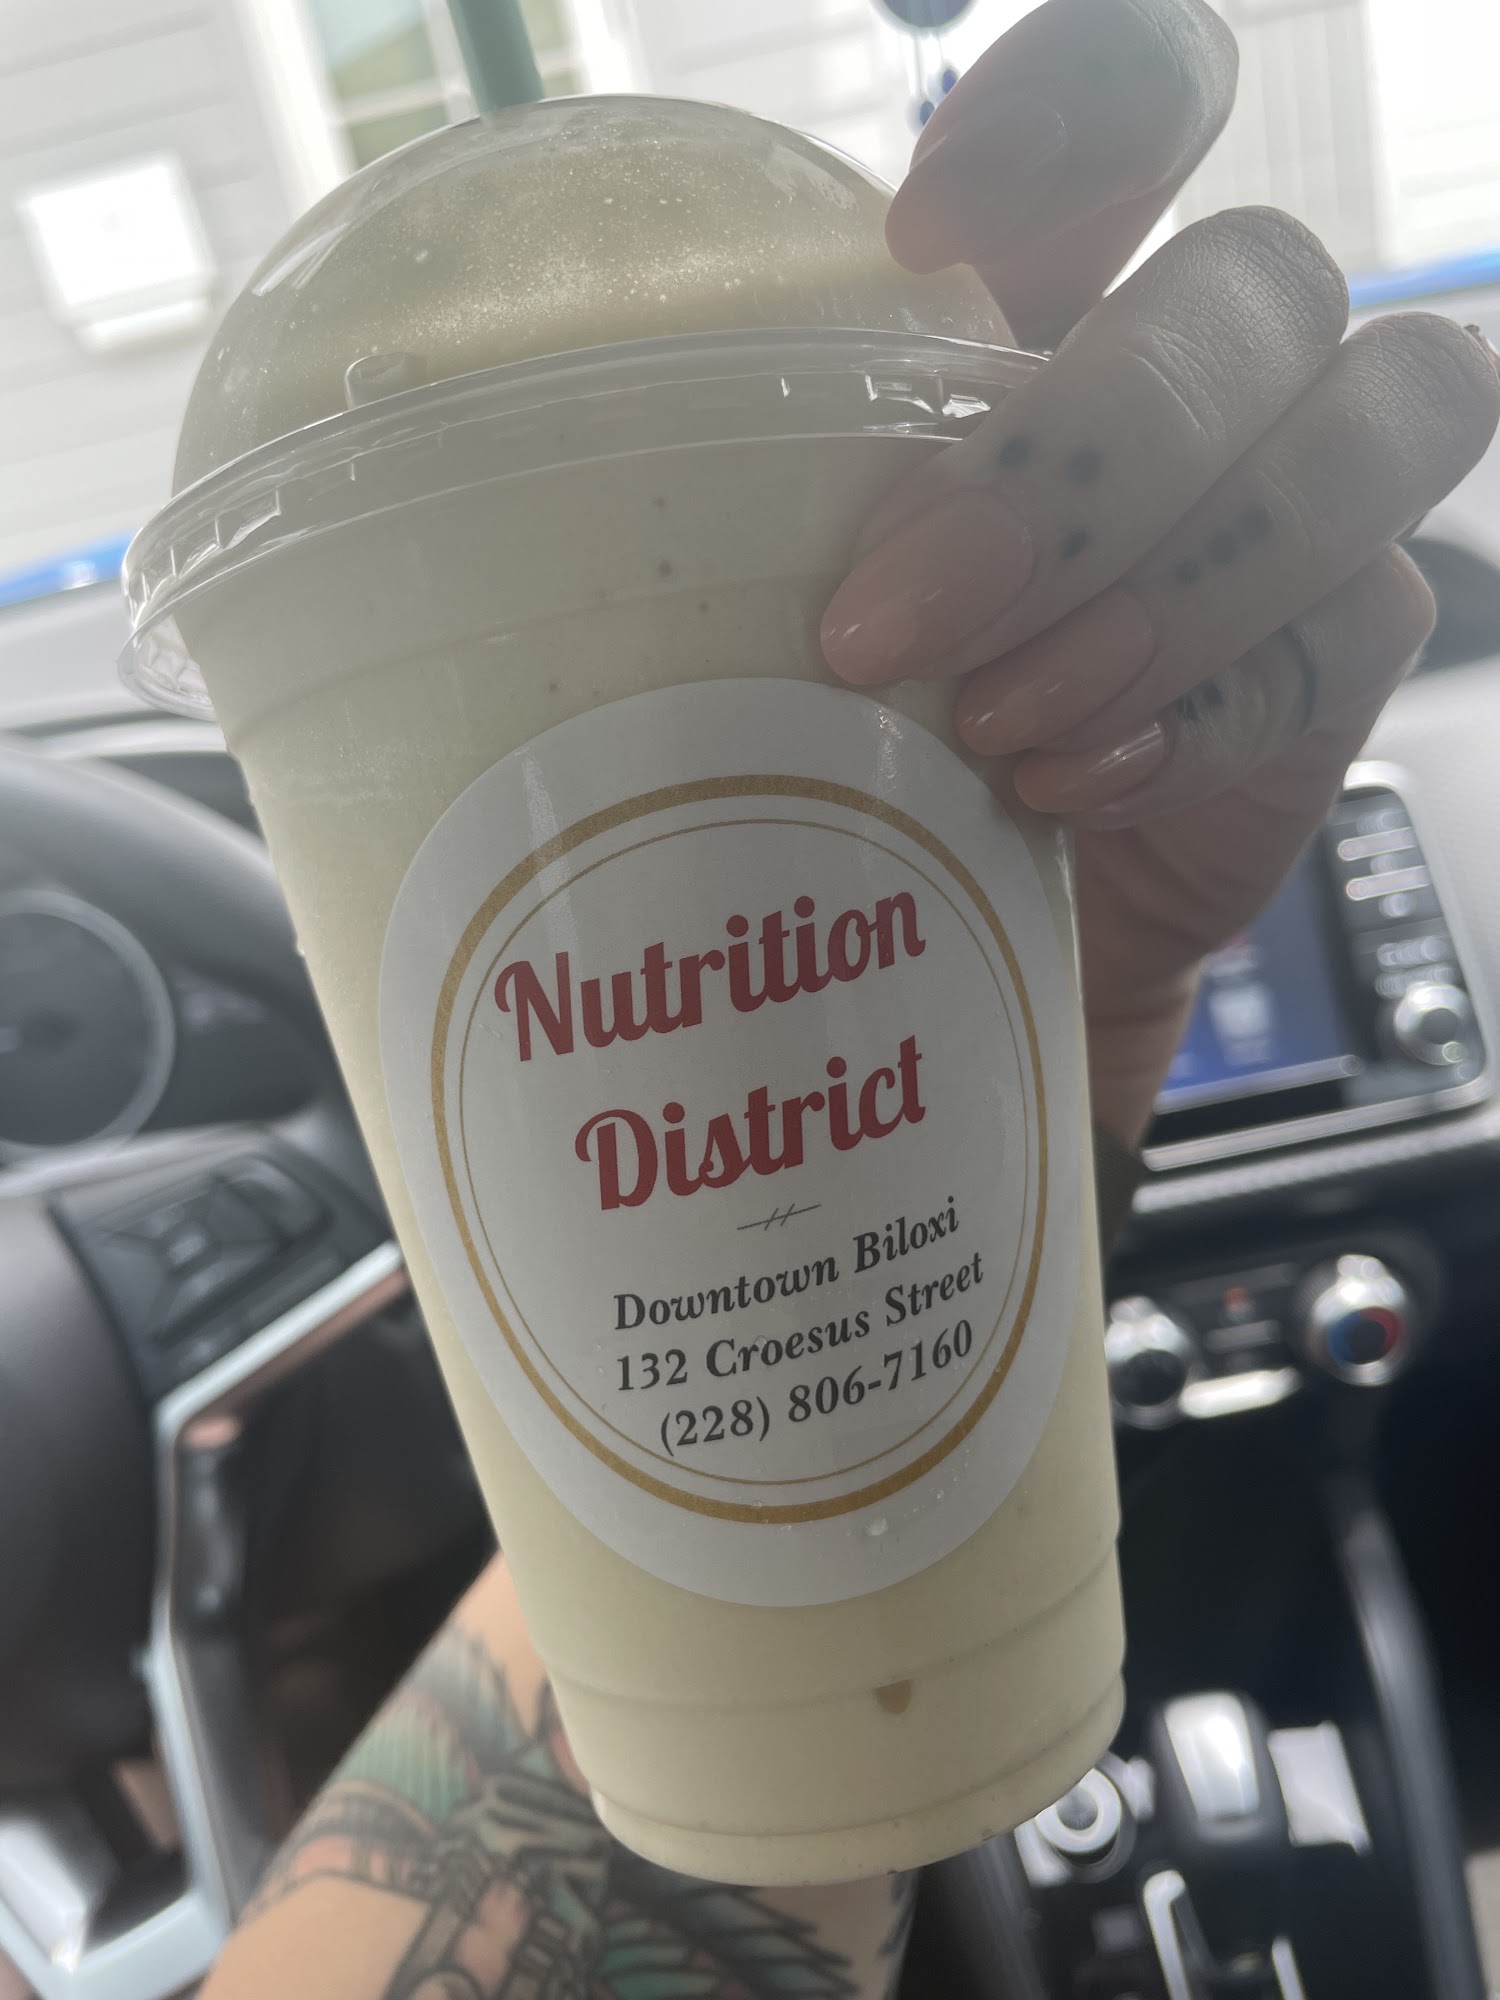 Nutrition
District
Downtown Biloxi
132 Croesus Street
(228) 806-7160